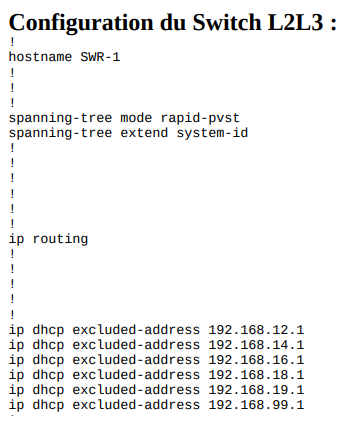 Configuration du Switch L2L3 :
!
hostname SWR-1
!
!
!
spanning-tree mode rapid-pvst
spanning-tree extend system-id
!
!
!
!
!
!
ip routing
!
!
!
!
!
ip dhcp excluded-address 192.168.12.1
ip dhcp excluded-address 192.168.14.1
ip dhcp excluded-address 192.168.16.1
ip dhcp excluded-address 192.168.18.1
ip dhcp excluded-address 192.168.19.1
ip dhcp excluded-address 192.168.99.1